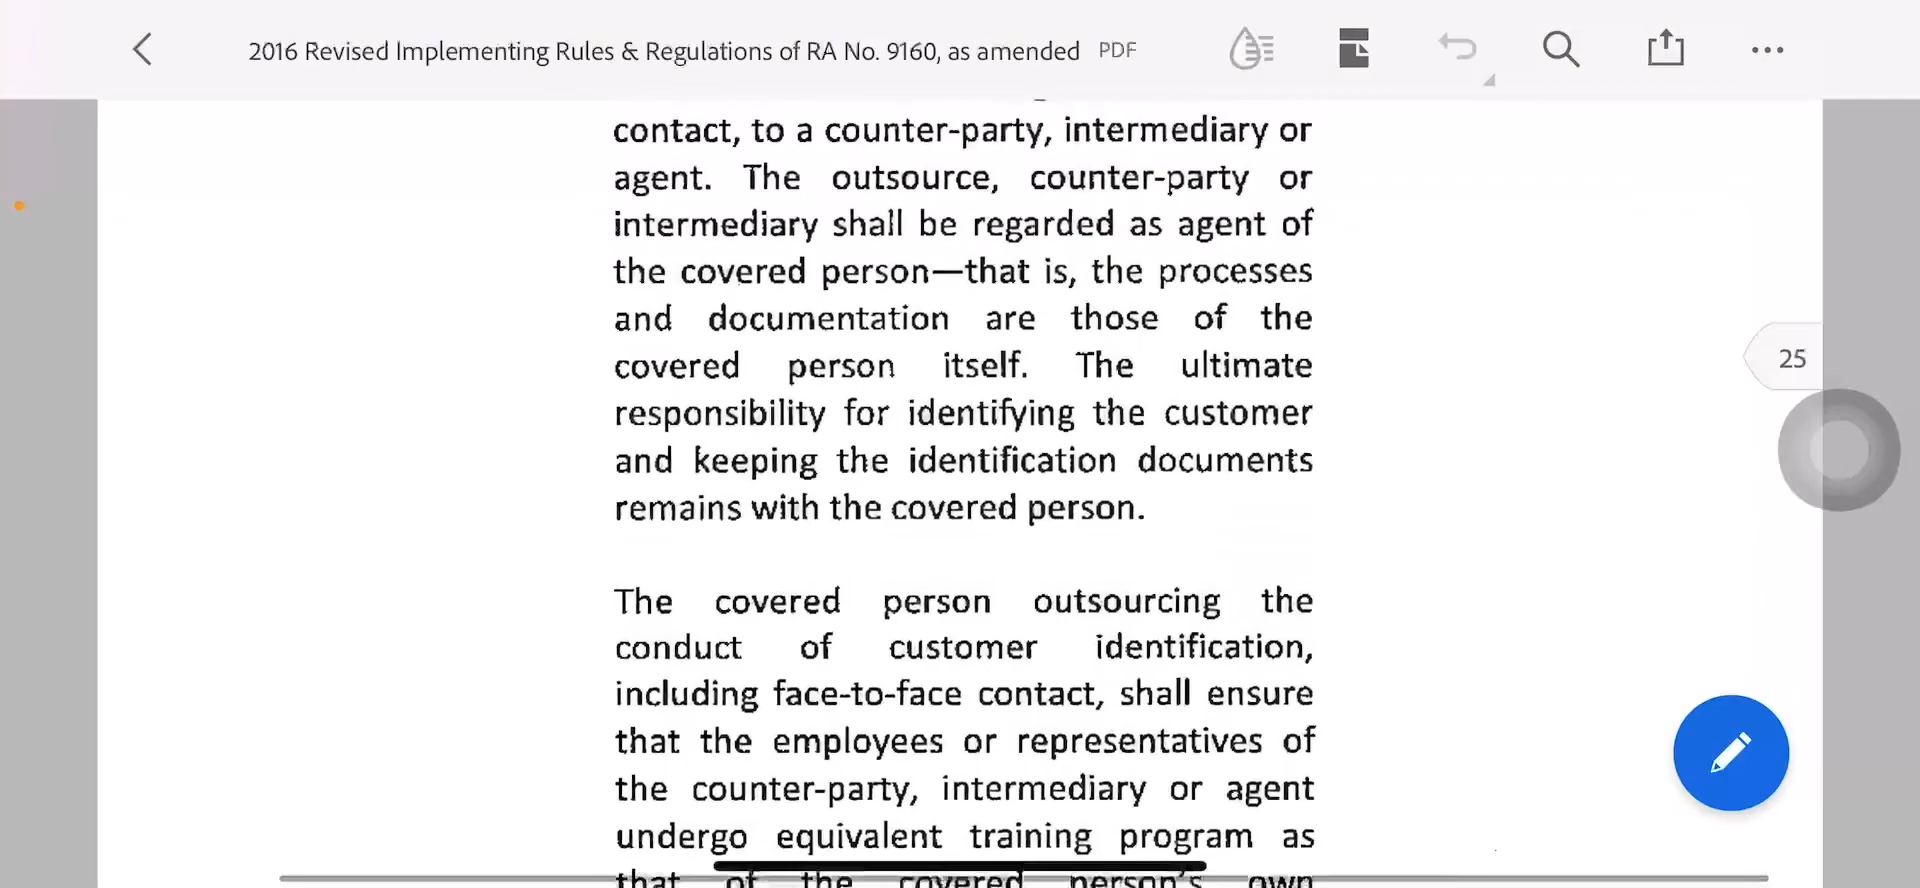 2016 Revised Implementing Rules & Regulations of RA No. 9160, as amended PDF
contact, to a counter-party, intermediary or
agent. The outsource, counter-party or
intermediary shall be regarded as agent of
the covered person—that is, the processes
and documentation are those of the
covered person itself. The ultimate
responsibility for identifying the customer
and keeping the identification documents
remains with the covered person.
The covered person outsourcing the
conduct of customer identification,
including face-to-face contact, shall ensure
that the employees or representatives of
the counter-party, intermediary or agent
undergo equivalent training program as
that of the covered person's own
25